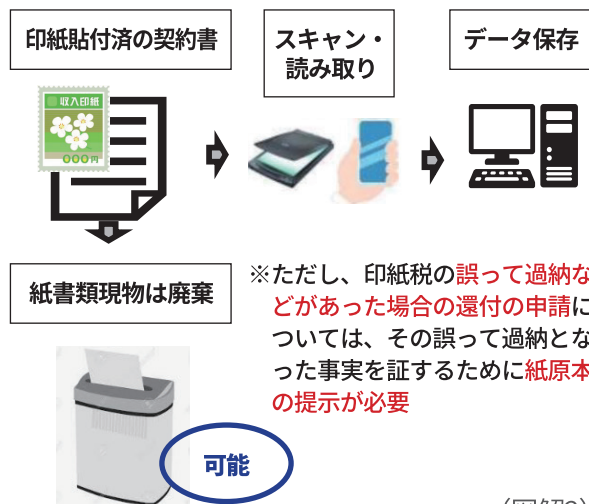 印紙貼付済の契約書
スキャン・
読み取り
データ保存
収入印紙
000円
紙書類現物は廃棄
※ただし、印紙税の誤って過納な
どがあった場合の還付の申請に
ついては、その誤って過納とな
った事実を証するために紙原本
の提示が必要
可能